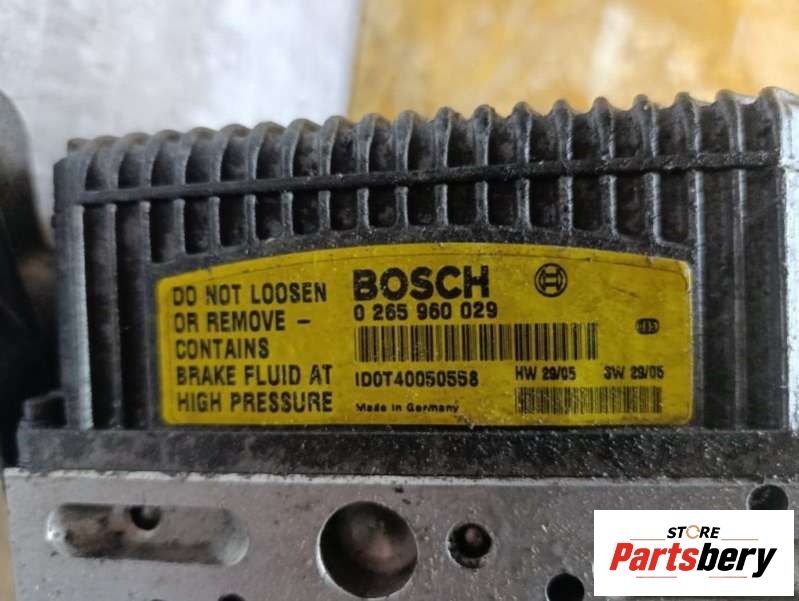 DO NOT LOOSEN
OR REMOVE –
CONTAINS
BRAKE FLUID AT
HIGH PRESSURE
BOSCH
0 265 960 029
ID0T40050558
Made in Germany
HW 29/05 SW 29/05
STORE
Partsbery